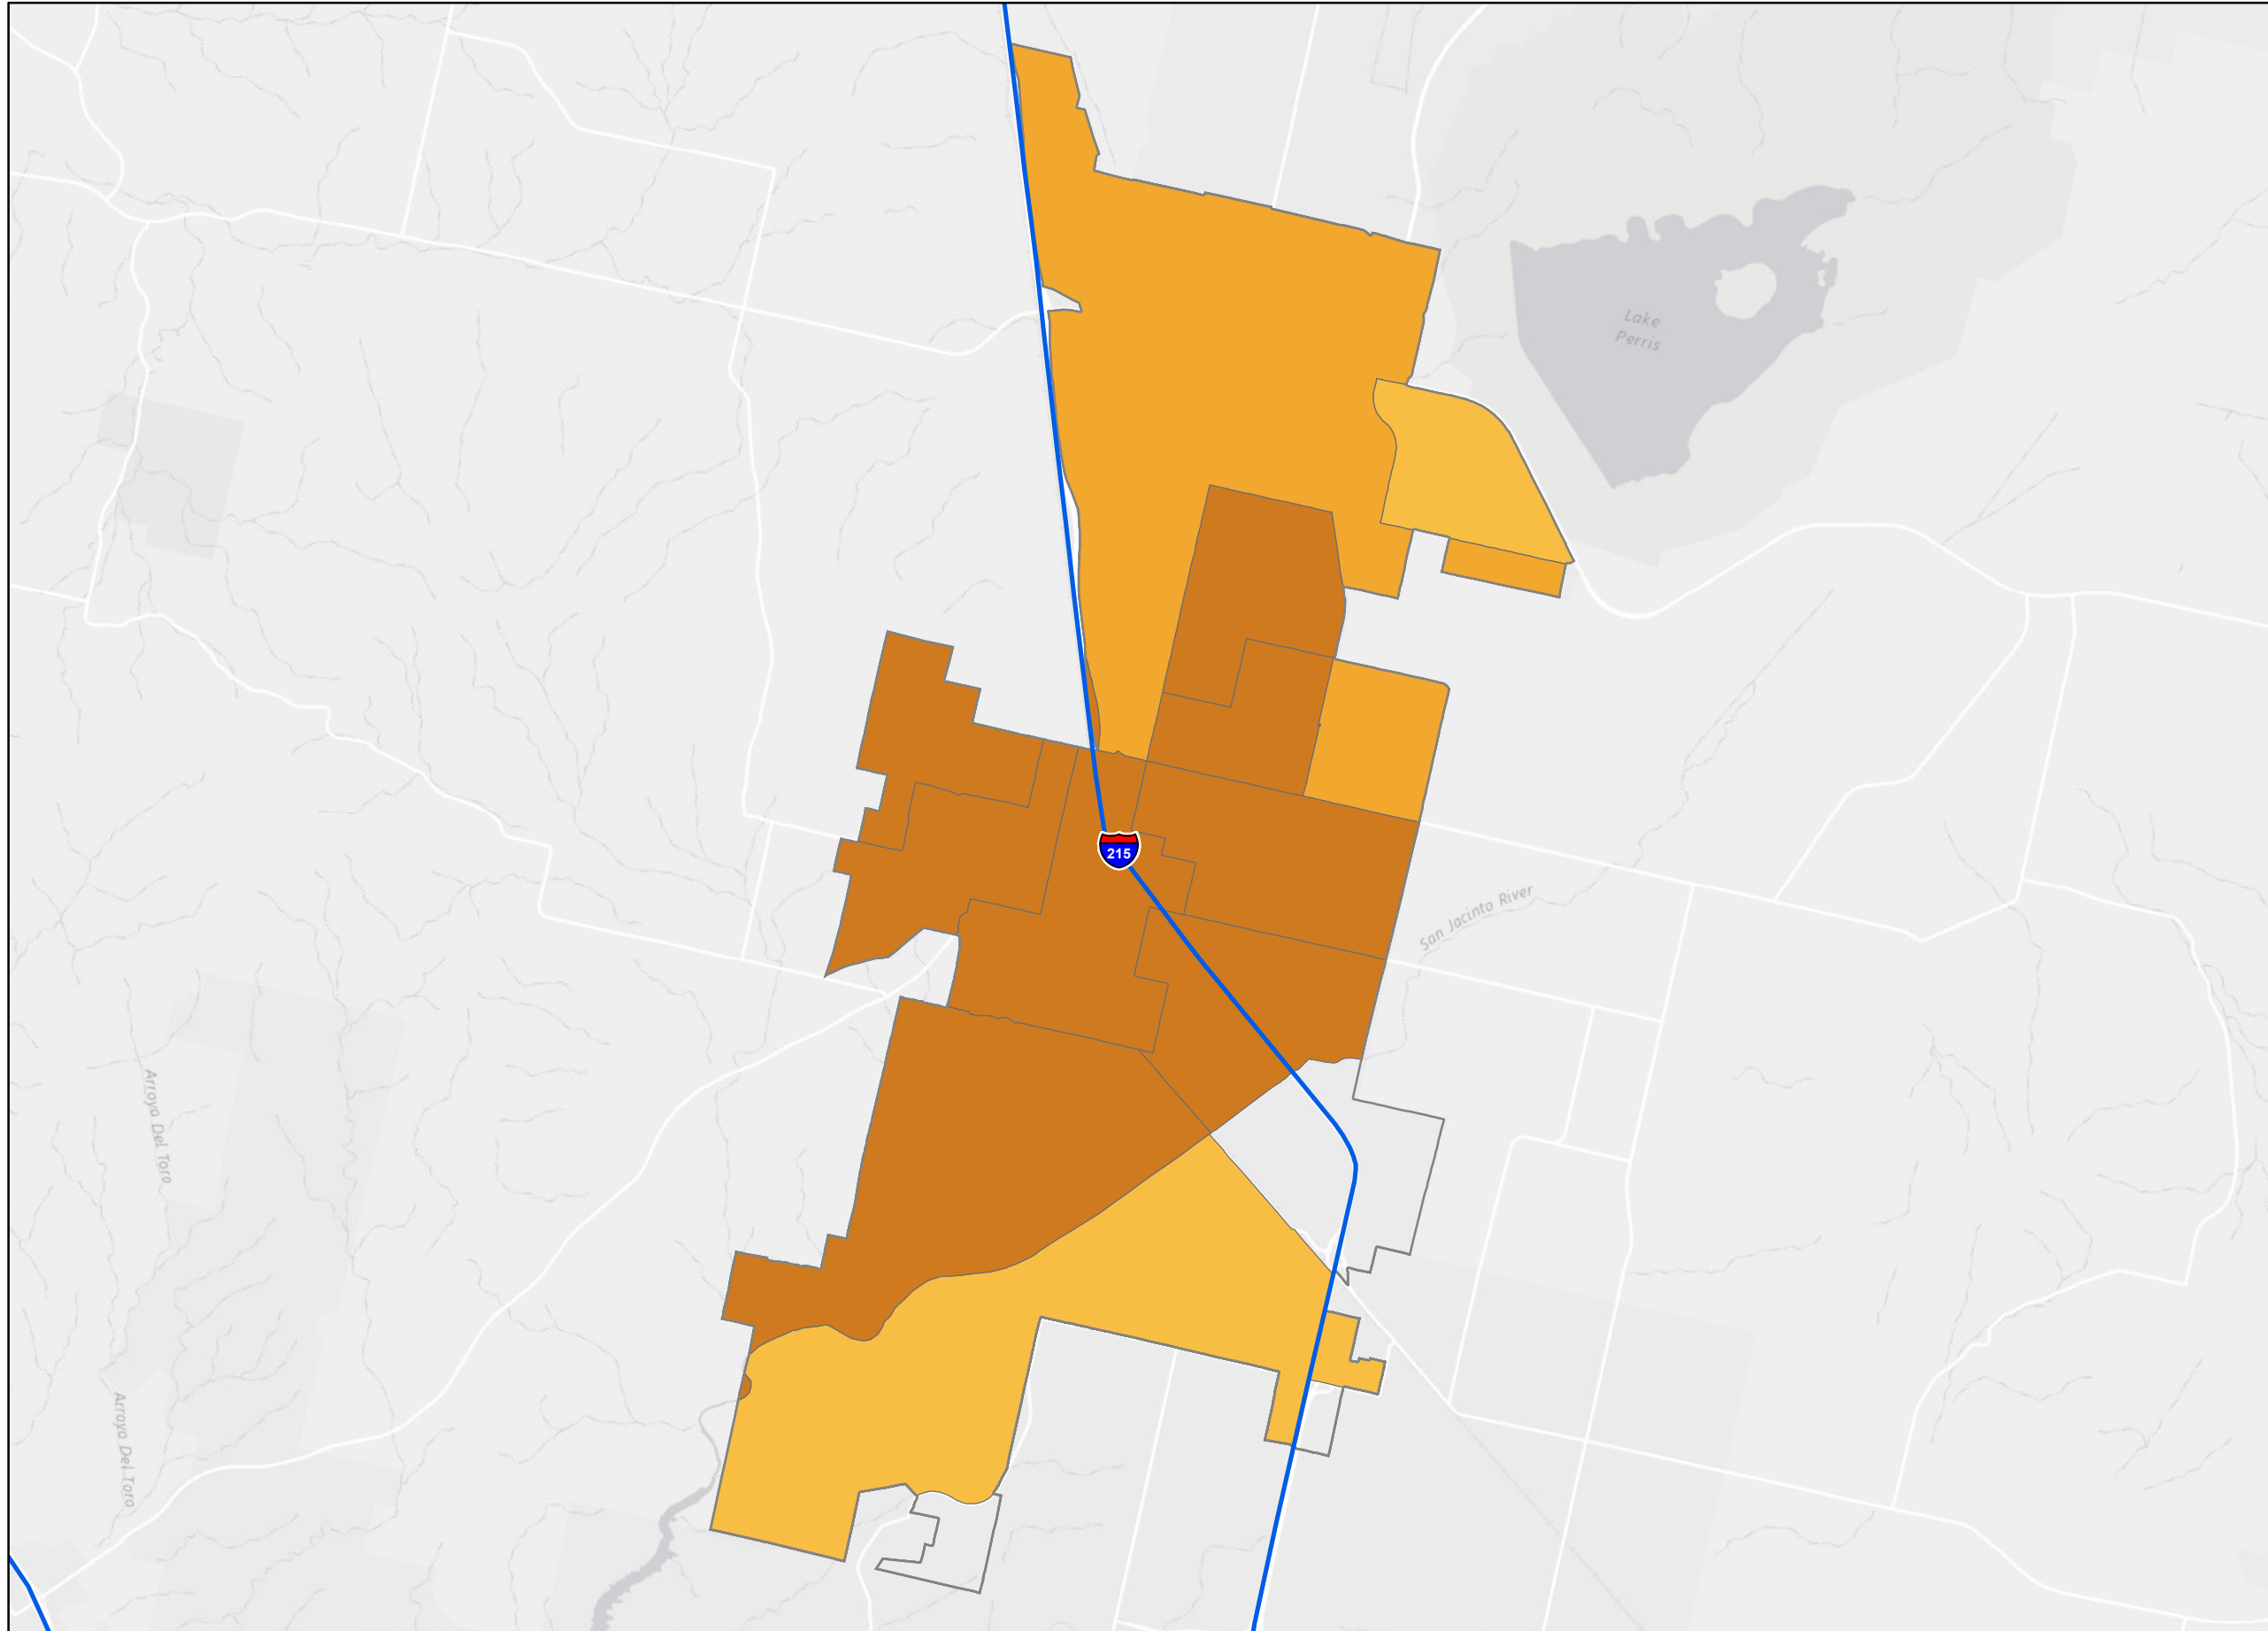 Lake
Perris
215
San Jacinto River
Arroyo Del Toro
Arroyo Del Toro